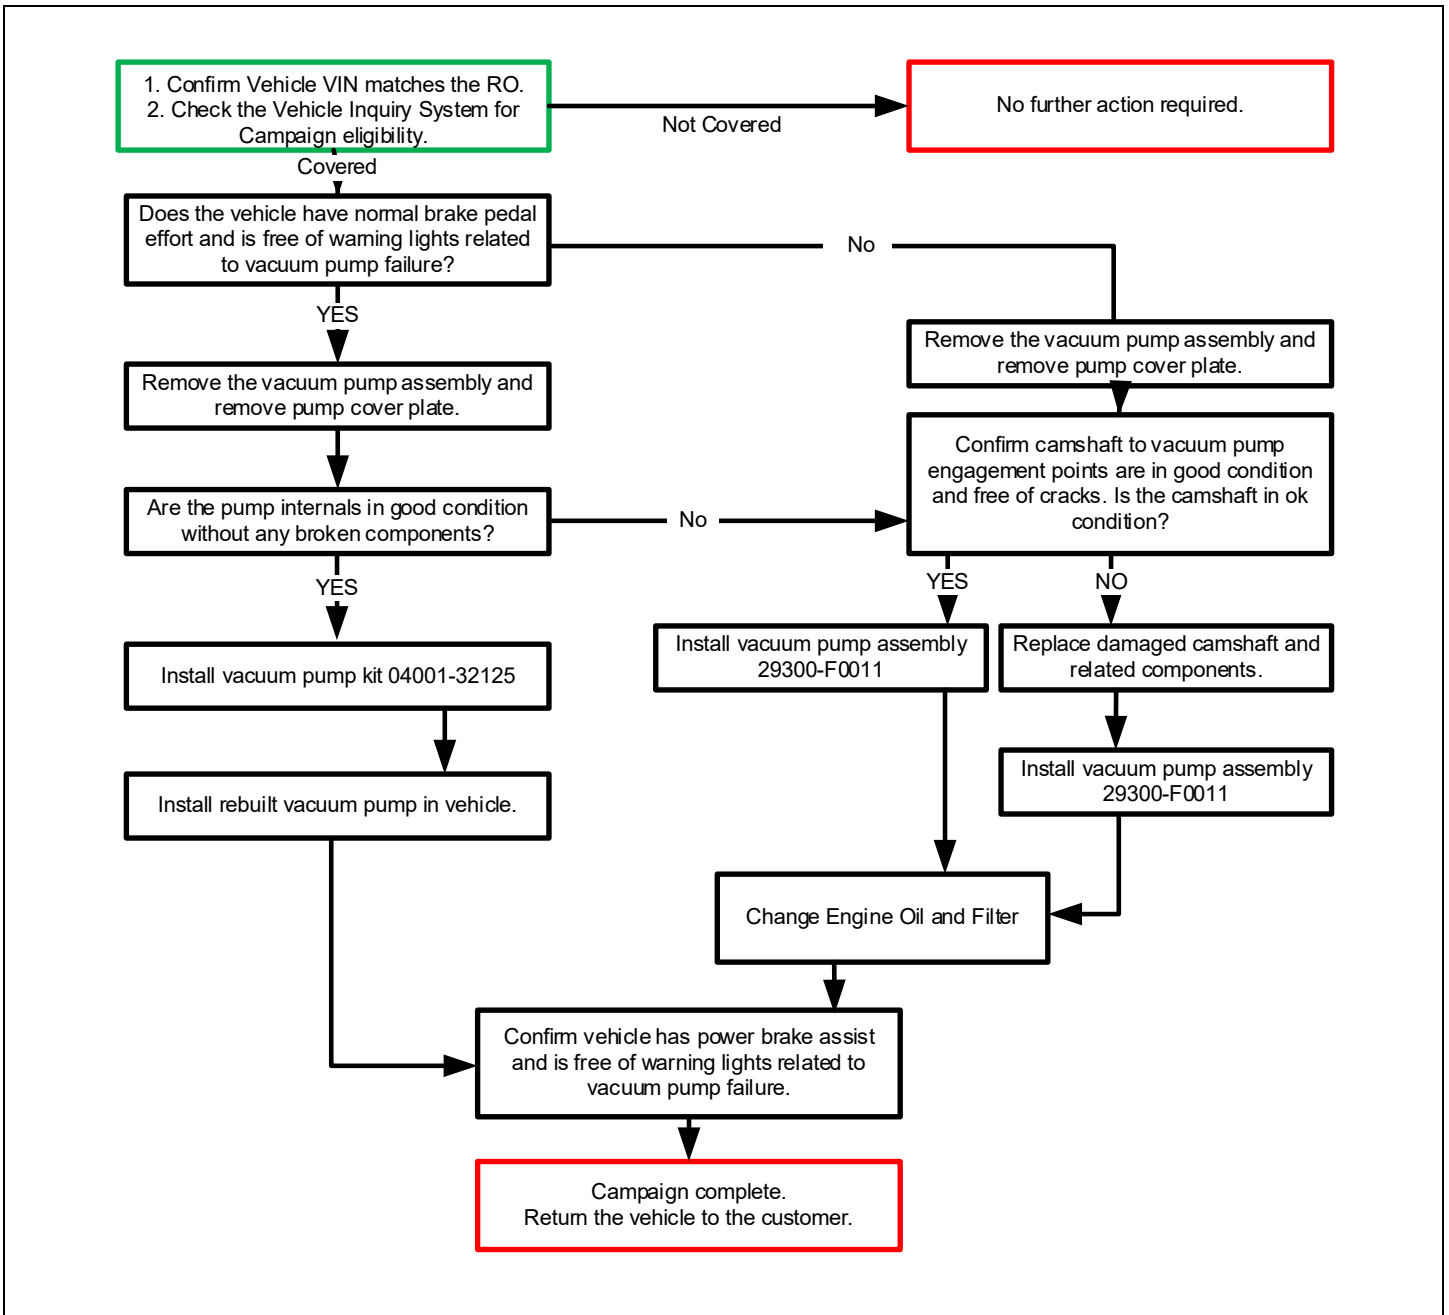 1. Confirm Vehicle VIN matches the RO.
2. Check the Vehicle Inquiry System for
Campaign eligibility.
Not Covered
No further action required.
Covered
Does the vehicle have normal brake pedal
effort and is free of warning lights related
to vacuum pump failure?
No
YES
Remove the vacuum pump assembly and
remove pump cover plate.
Remove the vacuum pump assembly and
remove pump cover plate.
Confirm camshaft to vacuum pump
engagement points are in good condition
and free of cracks. Is the camshaft in ok
condition?
Are the pump internals in good condition
without any broken components?
No
YES
YES
NO
Install vacuum pump kit 04001-32125
Install vacuum pump assembly
29300-F0011
Replace damaged camshaft and
related components.
Install rebuilt vacuum pump in vehicle.
Install vacuum pump assembly
29300-F0011
Change Engine Oil and Filter
Confirm vehicle has power brake assist
and is free of warning lights related to
vacuum pump failure.
Campaign complete.
Return the vehicle to the customer.